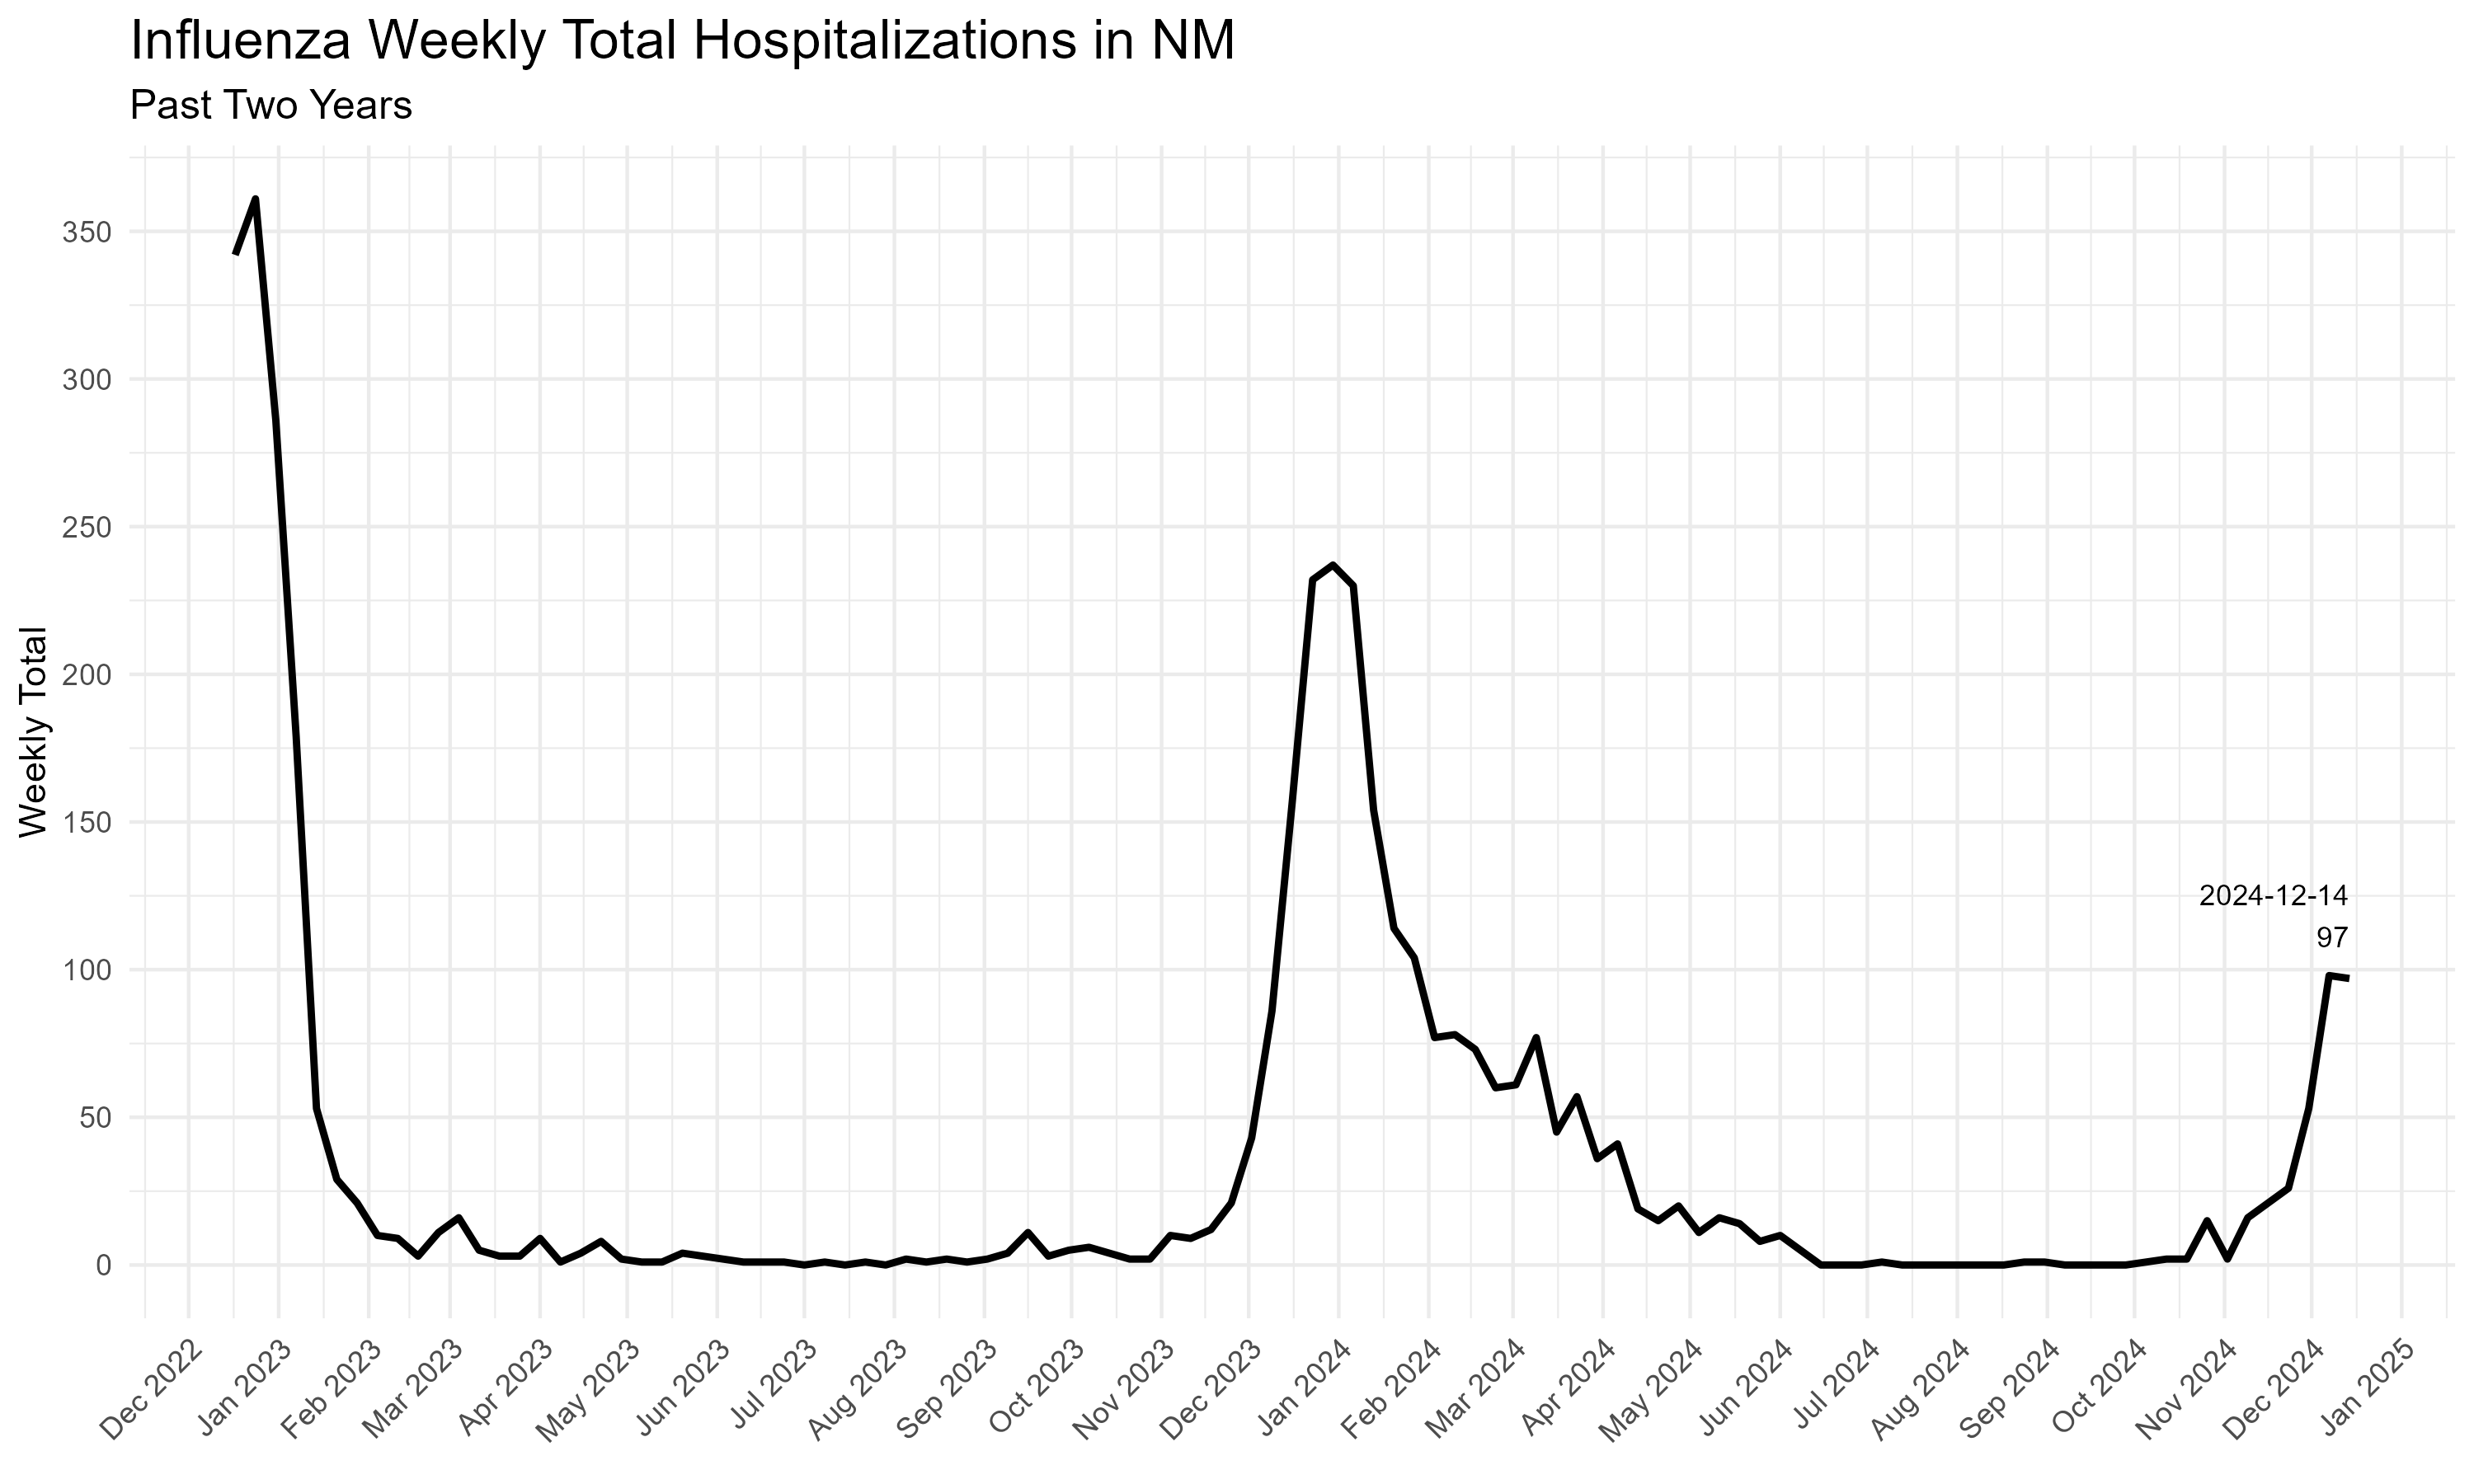 Influenza Weekly Total Hospitalizations in NM
Past Two Years
Weekly Total
350
300
250
200
150
100
50
0
2024-12-14
97
Dec 2022
Jan 2023
Feb 2023
Mar 2023
Apr 2023
May 2023
Jun 2023
Jul 2023
Aug 2023
Sep 2023
Oct 2023
Nov 2023
Dec 2023
Jan 2024
Feb 2024
Mar 2024
Apr 2024
May 2024
Jun 2024
Jul 2024
Aug 2024
Sep 2024
Oct 2024
Nov 2024
Dec 2024
Jan 2025